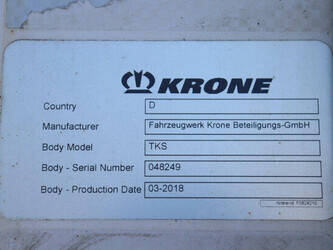 KRONE
Country D
Manufacturer Fahrzeugwerk Krone Beteiligungs-GmbH
Body Model TKS
Body - Serial Number 048249
Body - Production Date 03-2018